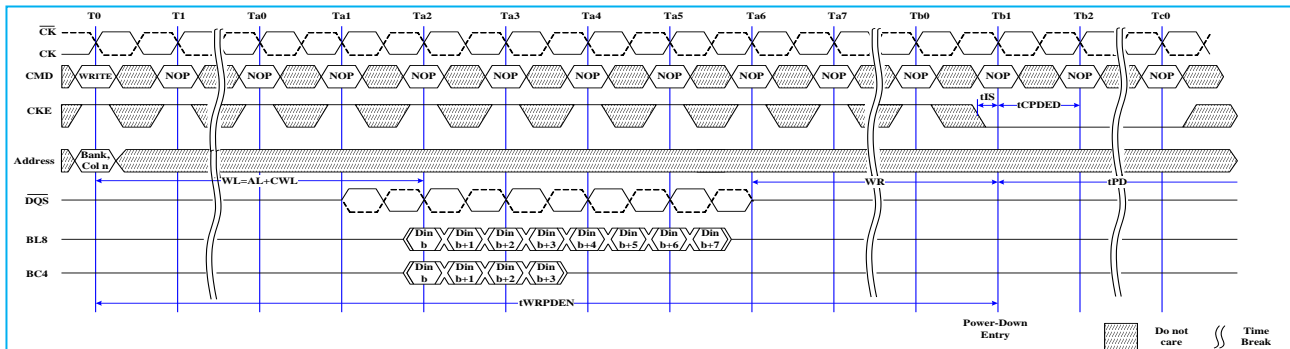 T0 T1 Ta0 Ta1 Ta2 Ta3 Ta4 Ta5 Ta6 Ta7 Tb0 Tb1 Tb2 Tc0
CK
CK
CMD WRITE NOP NOP NOP NOP NOP NOP NOP NOP NOP NOP NOP NOP NOP
tIS
CKE tCPDED
Address Bank, Col n
WL=AL+CWL WR tPD
DQS
BL8 Din b Din b+1 Din b+2 Din b+3 Din b+4 Din b+5 Din b+6 Din b+7
BC4 Din b Din b+1 Din b+2 Din b+3
tWRPDEN
Power-Down
Entry
Do not
care
Time
Break